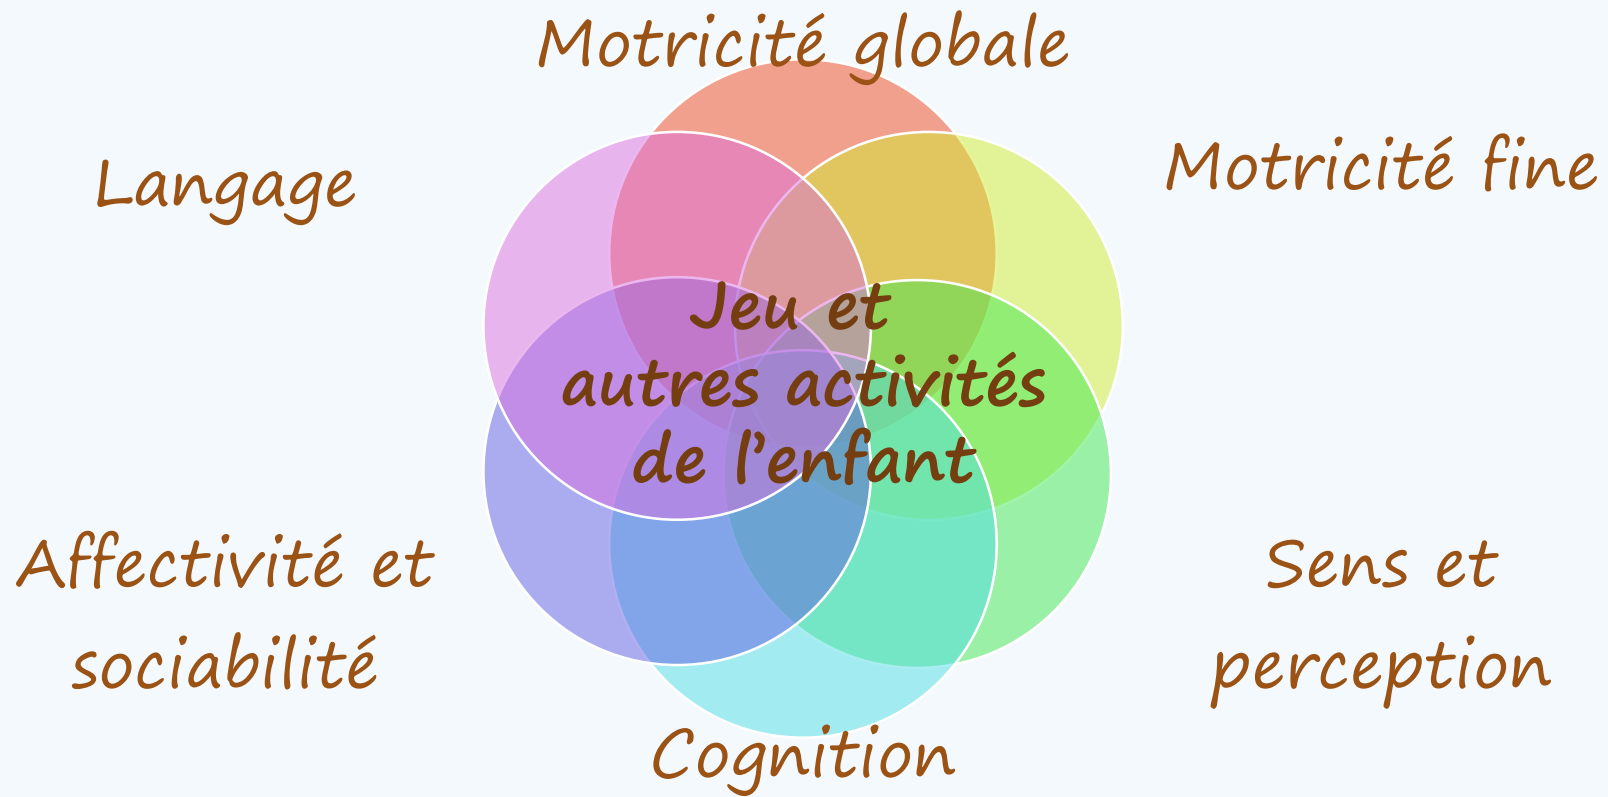 Motricité globale
Langage
Motricité fine
Jeu et
autres activités
de l’enfant
Affectivité et
sociabilité
Sens et
perception
Cognition